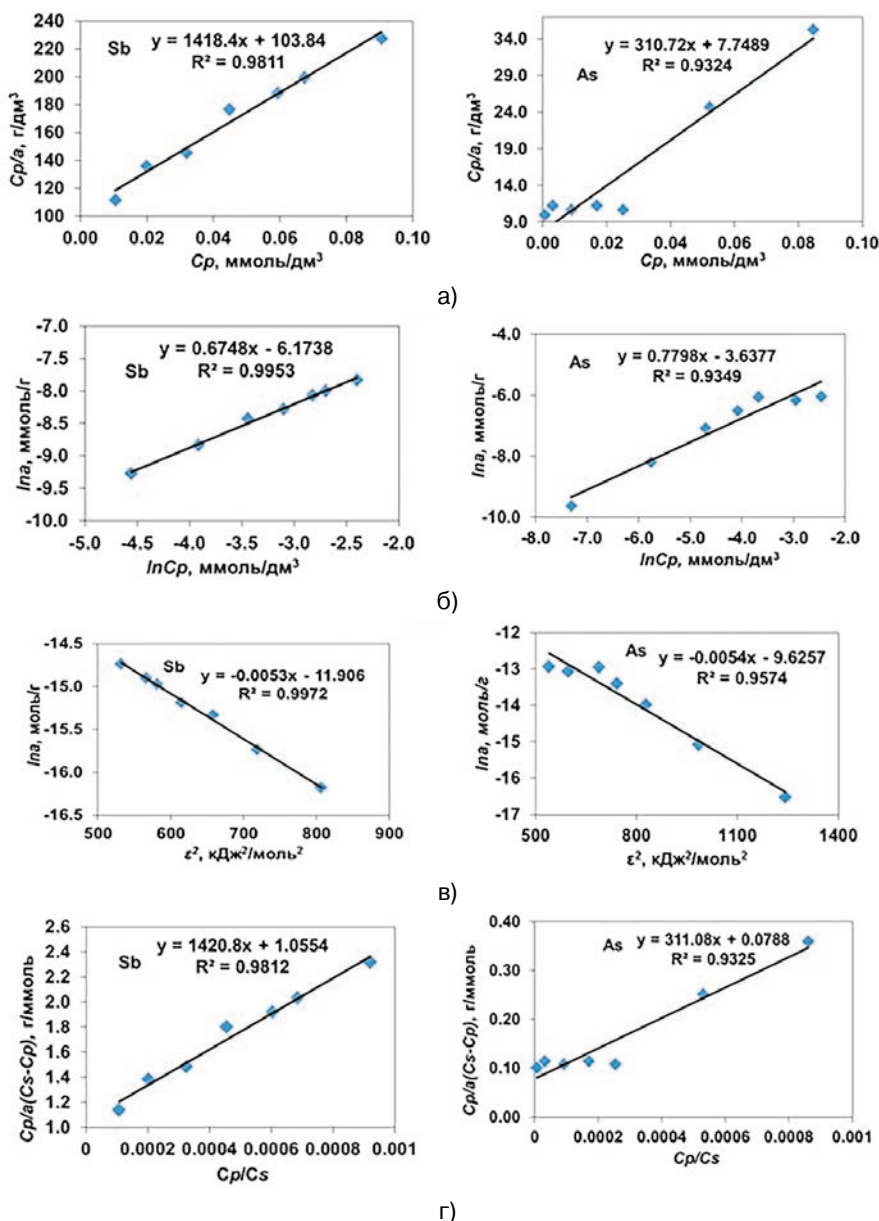 Sb
y = 1418.4x + 103.84
R² = 0.9811
Cp/a, г/дм³
240
220
200
180
160
140
120
100
0.00 0.02 0.04 0.06 0.08 0.10
Cp, ммоль/дм³
As
y = 310.72x + 7.7489
R² = 0.9324
Cp/a, г/дм³
34.0
29.0
24.0
19.0
14.0
9.0
0.00 0.02 0.04 0.06 0.08 0.10
Cp, ммоль/дм³
а)
Sb
y = 0.6748x - 6.1738
R² = 0.9953
lna, ммоль/г
-7.0
-7.5
-8.0
-8.5
-9.0
-9.5
-10.0
-5.0 -4.5 -4.0 -3.5 -3.0 -2.5 -2.0
lnCp, ммоль/дм³
As
y = 0.7798x - 3.6377
R² = 0.9349
lna, ммоль/г
-4.0
-6.0
-8.0
-10.0
-8.0 -7.0 -6.0 -5.0 -4.0 -3.0 -2.0
lnCp, ммоль/дм³
б)
Sb
y = -0.0053x - 11.906
R² = 0.9972
lna, моль/г
-14.5
-15.0
-15.5
-16.0
-16.5
500 600 700 800 900
ε², кДж²/моль²
As
y = -0.0054x - 9.6257
R² = 0.9574
lna, моль/г
-12
-13
-14
-15
-16
-17
500 800 1100 1400
ε², кДж²/моль²
в)
Sb
y = 1420.8x + 1.0554
R² = 0.9812
Cp/a(Cs-Cp), г/ммоль
2.6
2.4
2.2
2.0
1.8
1.6
1.4
1.2
1.0
0 0.0002 0.0004 0.0006 0.0008 0.001
Cp/Cs
As
y = 311.08x + 0.0788
R² = 0.9325
Cp/a(Cs-Cp), г/ммоль
0.40
0.30
0.20
0.10
0.00
0 0.0002 0.0004 0.0006 0.0008 0.001
Cp/Cs
г)